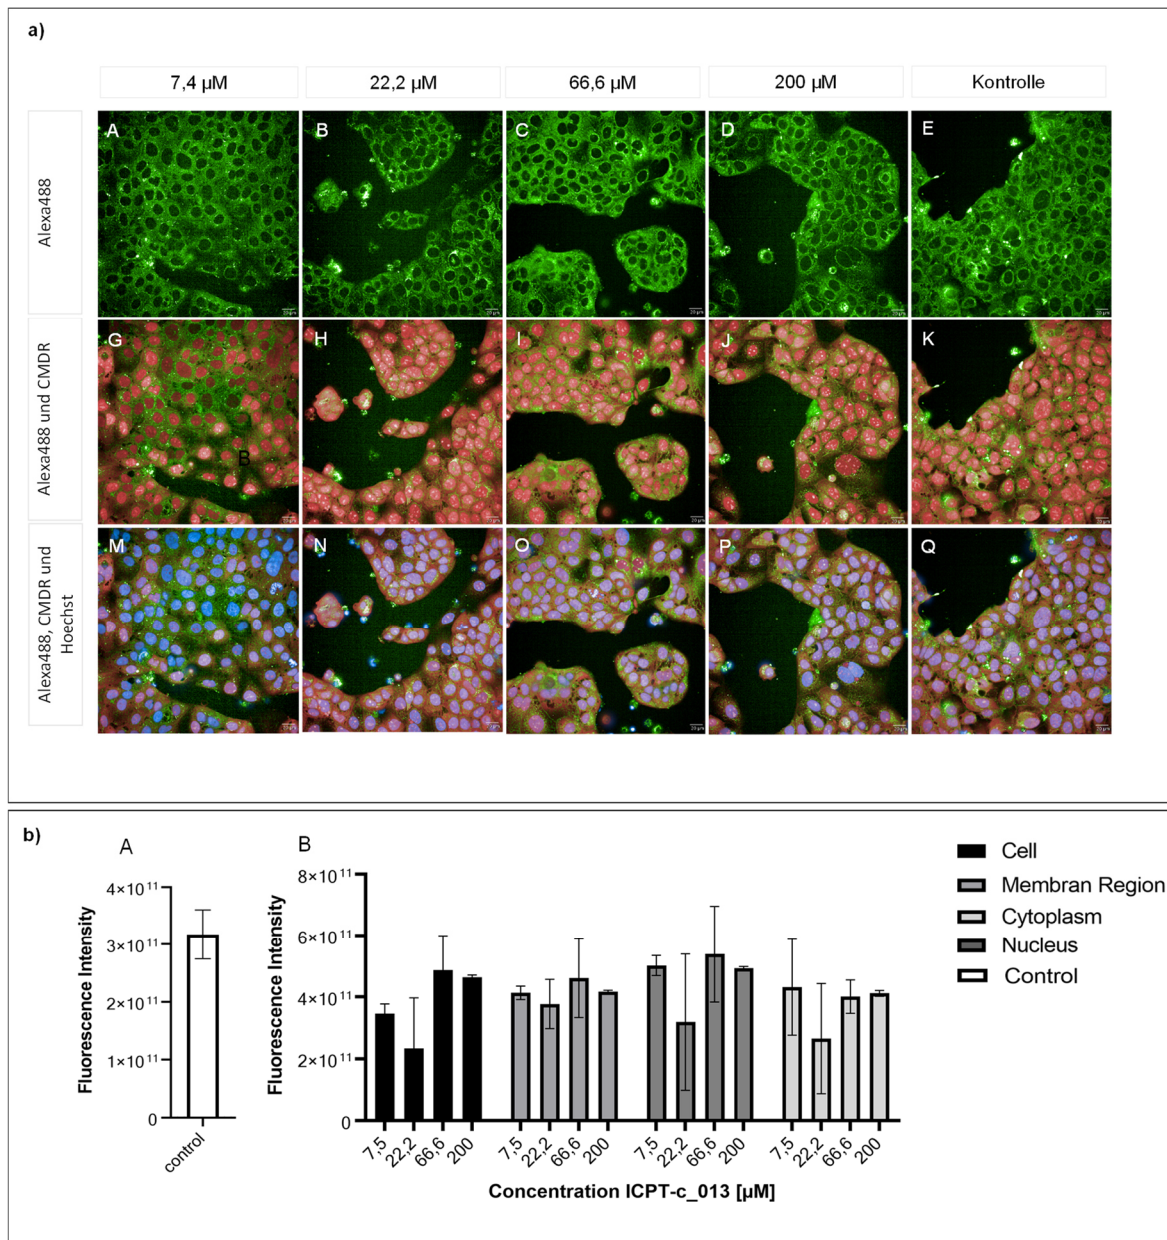 a)
7,4 µM
22,2 µM
66,6 µM
200 µM
Kontrolle
Alexa488
A
B
C
D
E
Alexa488 und CMDR
G
H
I
J
K
B
Alexa488, CMDR und
Hoechst
M
N
O
P
Q
b)
A
Fluorescence Intensity
4×10¹¹
3×10¹¹
2×10¹¹
1×10¹¹
0
control
B
Fluorescence Intensity
8×10¹¹
6×10¹¹
4×10¹¹
2×10¹¹
0
7,5
22,2
66,6
200
7,5
22,2
66,6
200
7,5
22,2
66,6
200
7,5
22,2
66,6
200
Concentration ICPT-c_013 [µM]
Cell
Membran Region
Cytoplasm
Nucleus
Control